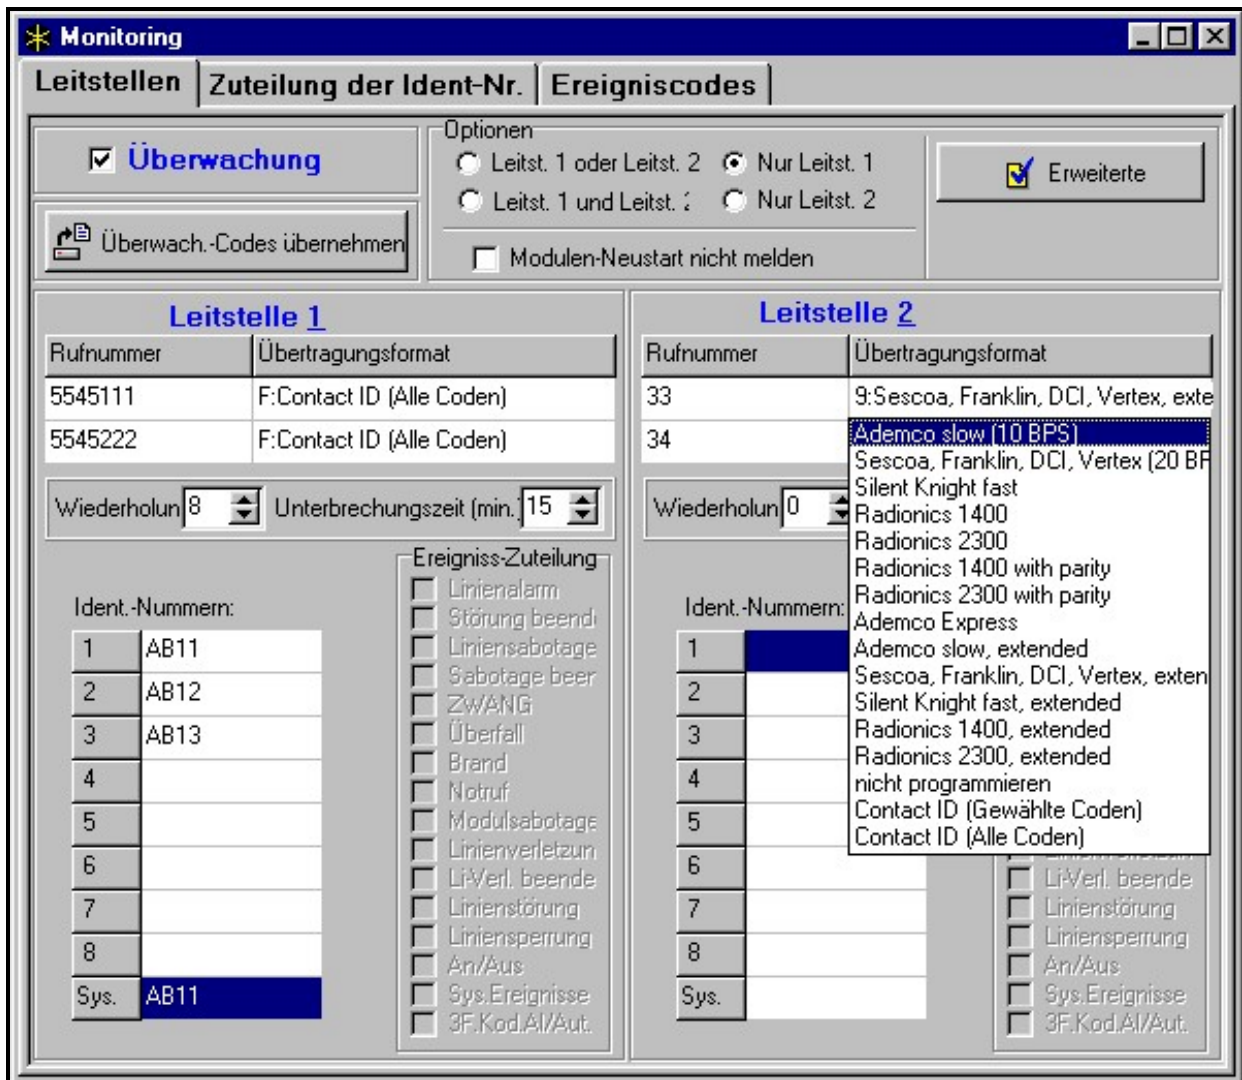 Monitoring
Leitstellen Zuteilung der Ident-Nr. Ereigniscodes
Überwachung
Überwach.-Codes übernehmen
Optionen
Leitst. 1 oder Leitst. 2 Nur Leitst. 1
Leitst. 1 und Leitst. 2 Nur Leitst. 2
Modulen-Neustart nicht melden
Erweiterte
Leitstelle 1
Rufnummer Übertragungsformat
5545111 F:Contact ID (Alle Coden)
5545222 F:Contact ID (Alle Coden)
Wiederholun 8 Unterbrechungszeit (min.) 15
Ident.-Nummern:
1 AB11
2 AB12
3 AB13
4
5
6
7
8
Sys. AB11
Ereigniss-Zuteilung
Linienalarm
Störung beend
Liniensabotage
Sabotage beer
ZWANG
Überfall
Brand
Notruf
Modulsabotage
Linienverletzun
Li-Verl. beende
Linienstörung
Liniensperrung
An/Aus
Sys.Ereignisse
3F.Kod.Al/Aut.
Leitstelle 2
Rufnummer Übertragungsformat
33 9:Sescoa, Franklin, DCI, Vertex, exte
34
Ademco slow (10 BPS)
Sescoa, Franklin, DCI, Vertex (20 BF
Silent Knight fast
Radionics 1400
Radionics 2300
Radionics 1400 with parity
Radionics 2300 with parity
Ademco Express
Ademco slow, extended
Sescoa, Franklin, DCI, Vertex, exten
Silent Knight fast, extended
Radionics 1400, extended
Radionics 2300, extended
nicht programmieren
Contact ID (Gewählte Coden)
Contact ID (Alle Coden)
Wiederholun 0
Ident.-Nummern:
1
2
3
4
5
6
7
8
Sys.
Li-Verl. beende
Linienstörung
Liniensperrung
An/Aus
Sys.Ereignisse
3F.Kod.Al/Aut.